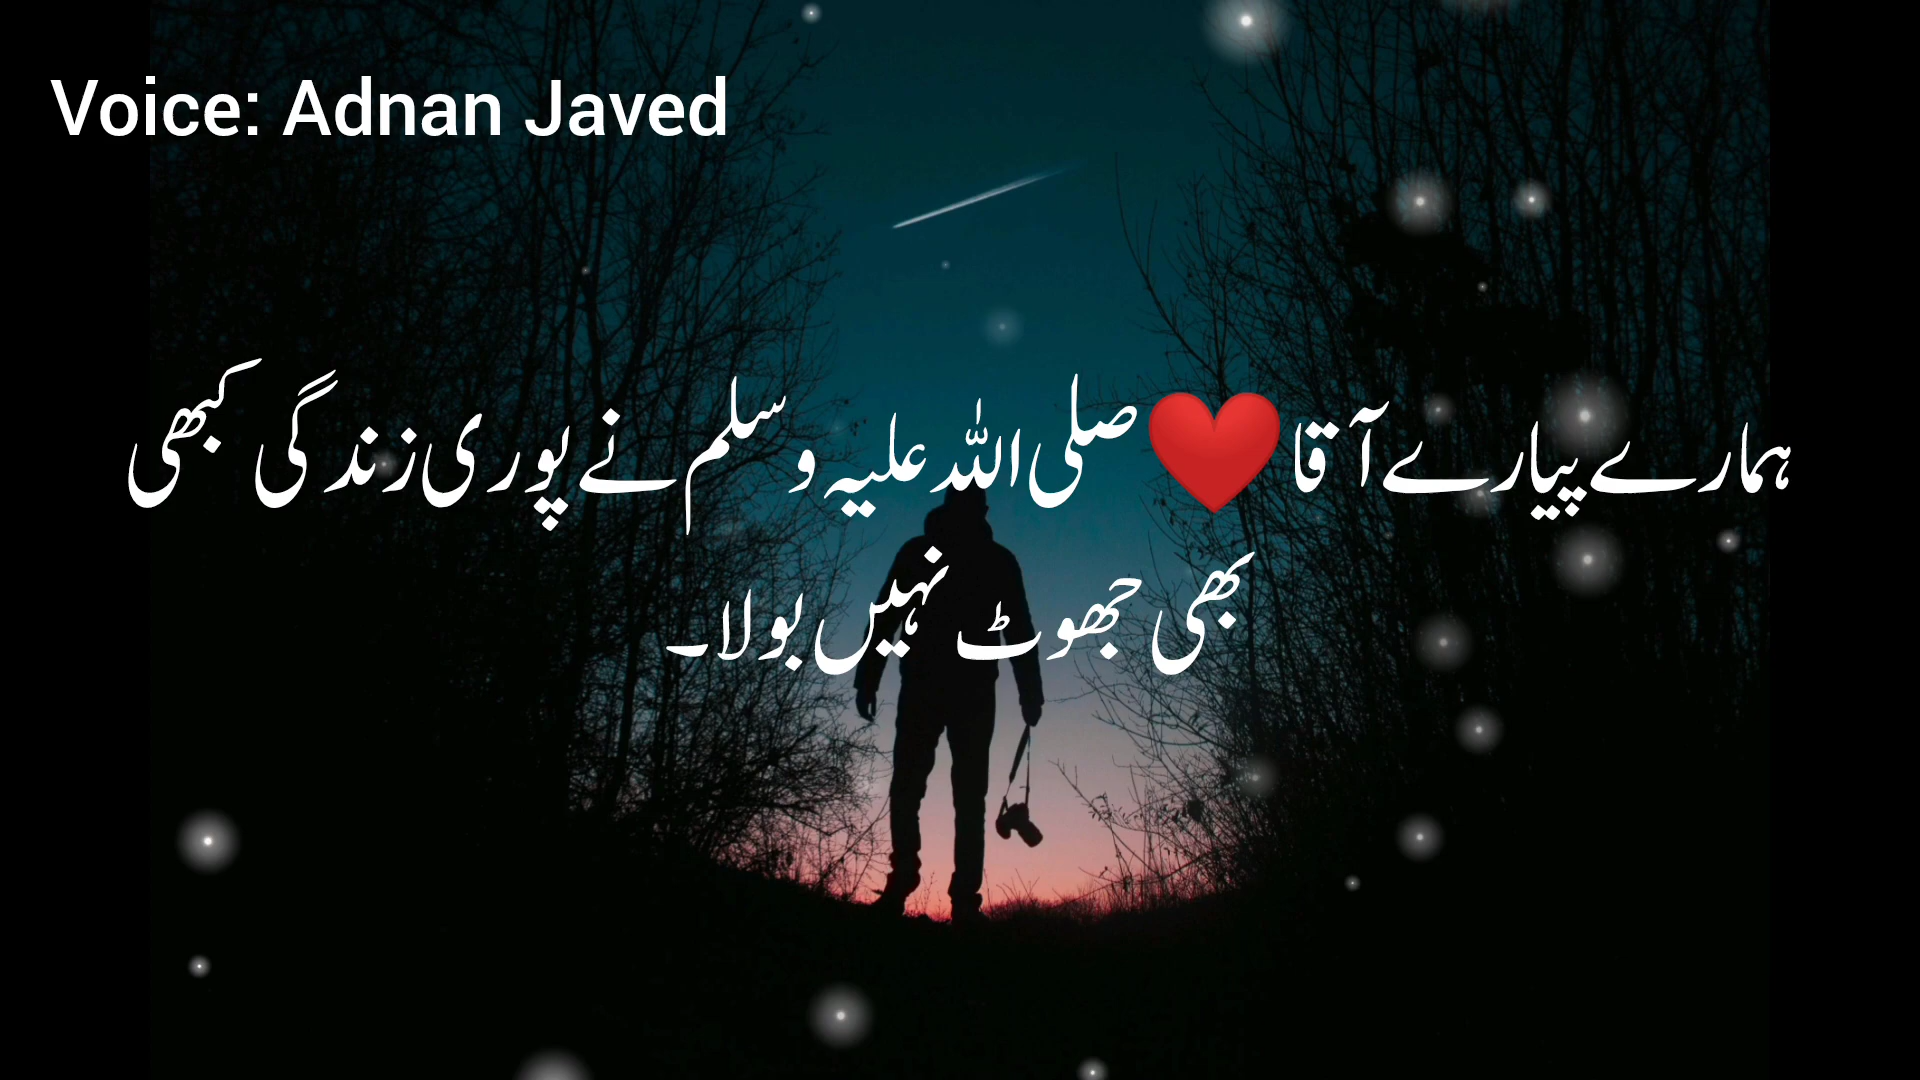 Voice: Adnan Javed
ہمارے پیارے آقا❤️صلی اللہ علیہ وسلم نے پوری زندگی کبھی
بھی جھوٹ نہیں بولا۔